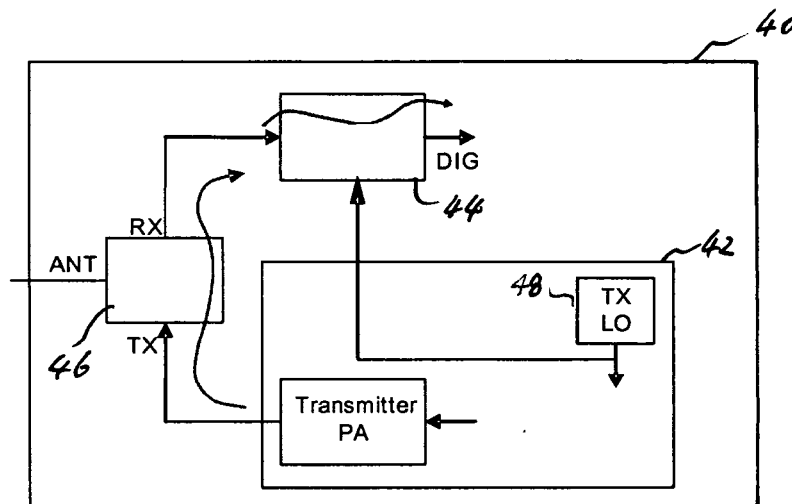 40
DIG
44
RX
42
ANT
48
TX
LO
46
TX
Transmitter
PA